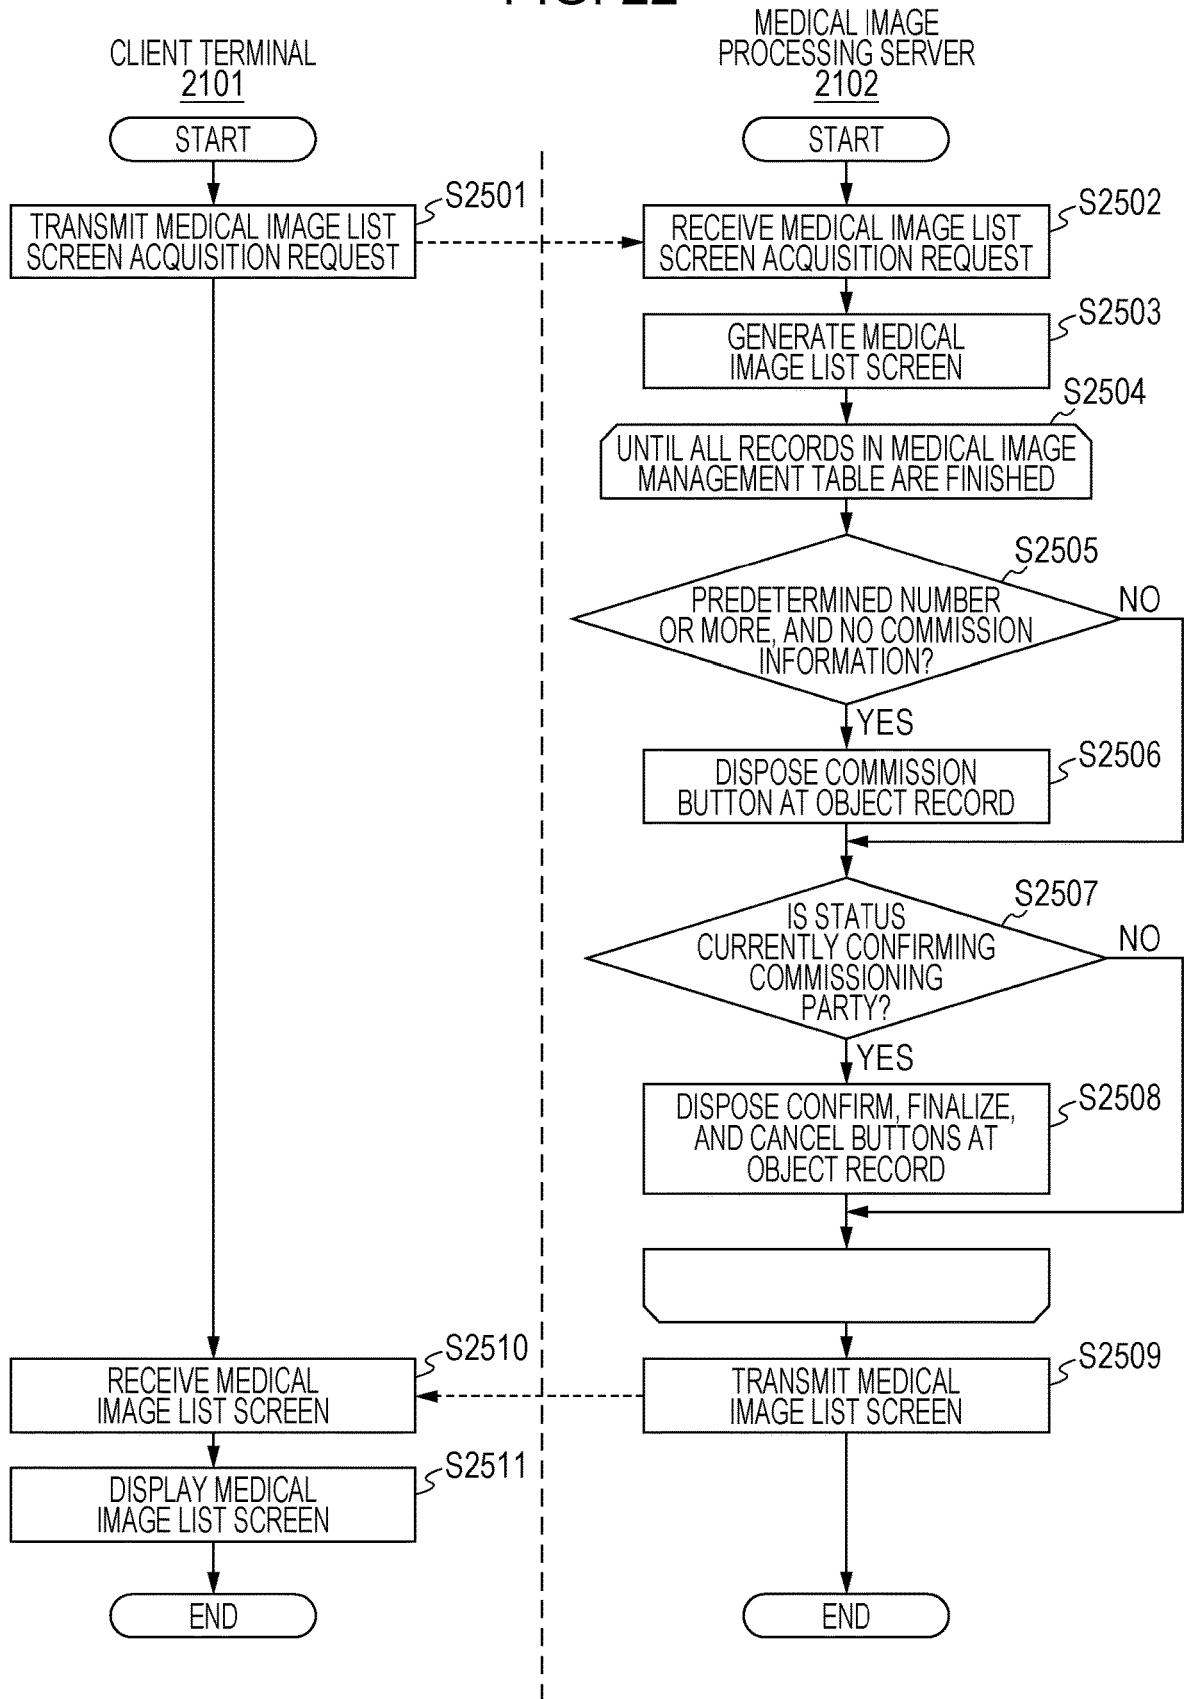 FIG. 22
CLIENT TERMINAL
2101
MEDICAL IMAGE
PROCESSING SERVER
2102
START
START
S2501
TRANSMIT MEDICAL IMAGE LIST
SCREEN ACQUISITION REQUEST
S2502
RECEIVE MEDICAL IMAGE LIST
SCREEN ACQUISITION REQUEST
S2503
GENERATE MEDICAL
IMAGE LIST SCREEN
S2504
UNTIL ALL RECORDS IN MEDICAL IMAGE
MANAGEMENT TABLE ARE FINISHED
S2505
PREDETERMINED NUMBER
OR MORE, AND NO COMMISSION
INFORMATION?
NO
YES
S2506
DISPOSE COMMISSION
BUTTON AT OBJECT RECORD
S2507
IS STATUS
CURRENTLY CONFIRMING
COMMISSIONING
PARTY?
NO
YES
S2508
DISPOSE CONFIRM, FINALIZE,
AND CANCEL BUTTONS AT
OBJECT RECORD
S2510
RECEIVE MEDICAL
IMAGE LIST SCREEN
S2509
TRANSMIT MEDICAL
IMAGE LIST SCREEN
S2511
DISPLAY MEDICAL
IMAGE LIST SCREEN
END
END